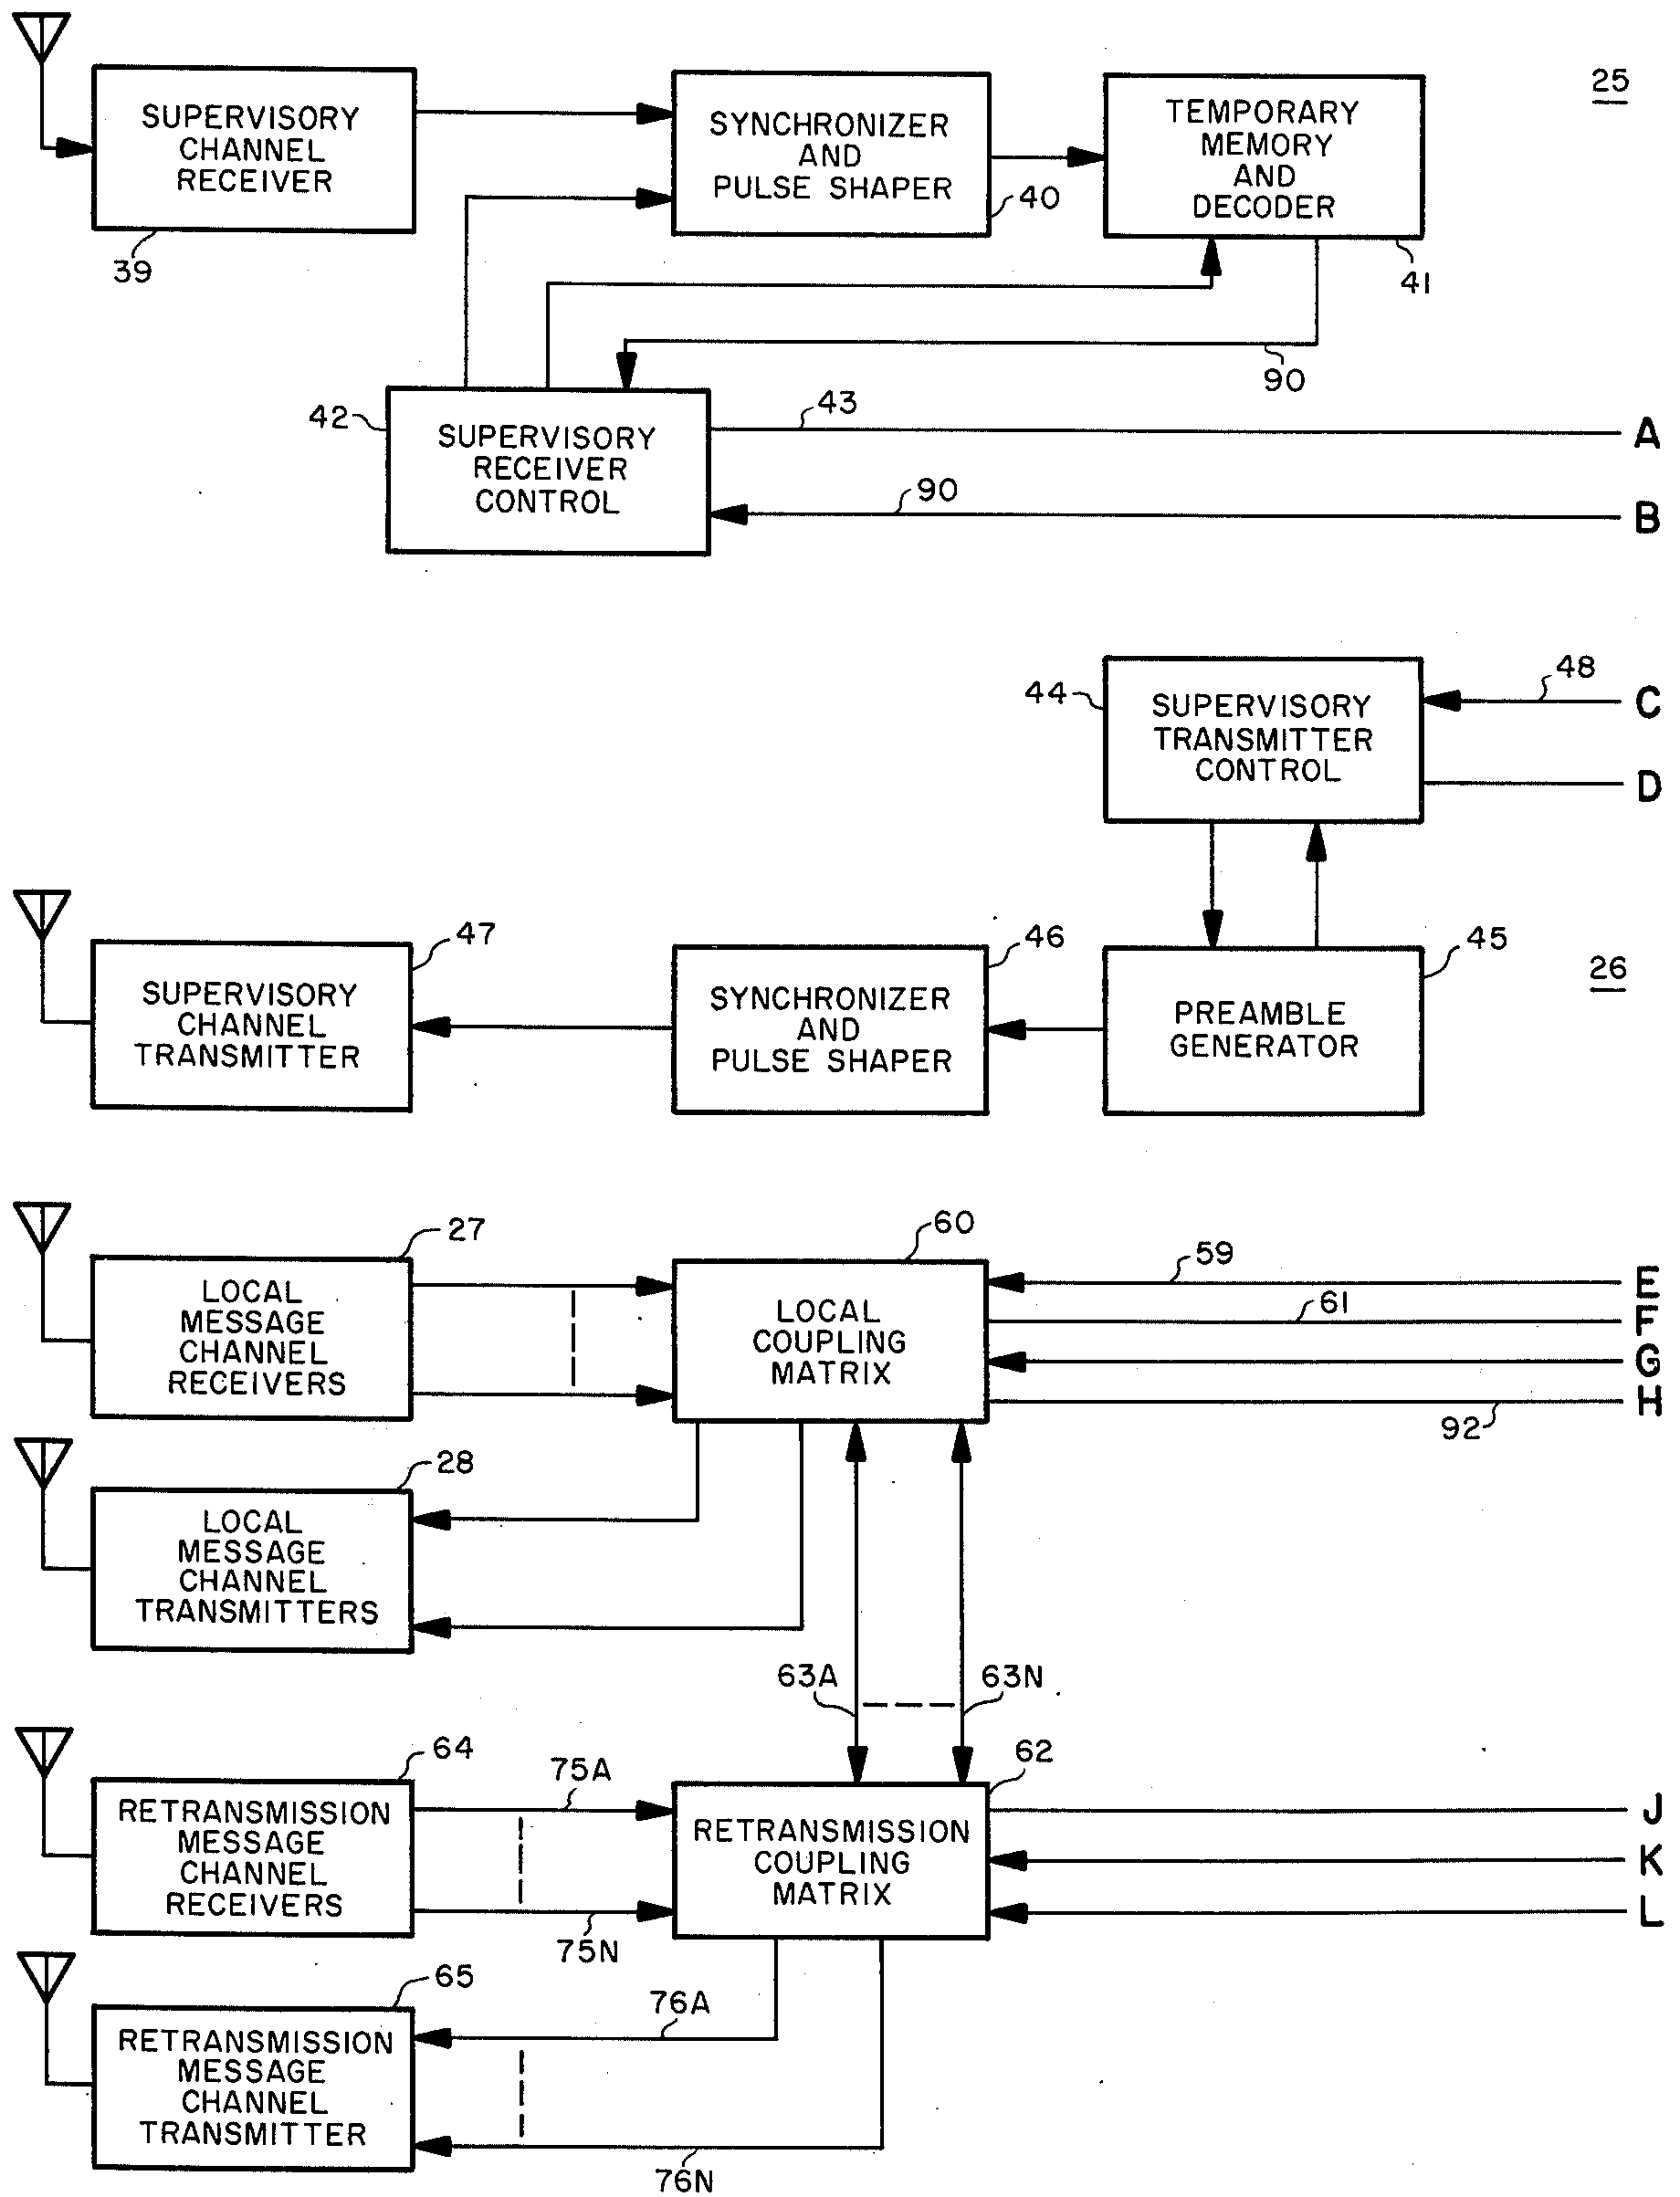 25
SUPERVISORY
CHANNEL
RECEIVER
39
SYNCHRONIZER
AND
PULSE SHAPER
40
TEMPORARY
MEMORY
AND
DECODER
41
90
42
SUPERVISORY
RECEIVER
CONTROL
43
A
90
B
44
SUPERVISORY
TRANSMITTER
CONTROL
48
C
D
47
SUPERVISORY
CHANNEL
TRANSMITTER
46
SYNCHRONIZER
AND
PULSE SHAPER
45
PREAMBLE
GENERATOR
26
27
LOCAL
MESSAGE
CHANNEL
RECEIVERS
60
LOCAL
COUPLING
MATRIX
59
E
61
F
G
H
92
28
LOCAL
MESSAGE
CHANNEL
TRANSMITTERS
63A
63N
64
RETRANSMISSION
MESSAGE
CHANNEL
RECEIVERS
75A
75N
62
RETRANSMISSION
COUPLING
MATRIX
J
K
L
65
RETRANSMISSION
MESSAGE
CHANNEL
TRANSMITTER
76A
76N